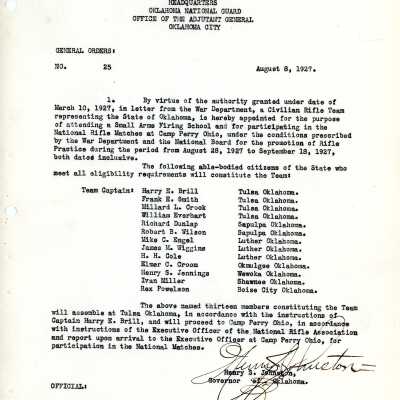 HEADQUARTERS
OKLAHOMA NATIONAL GUARD
OFFICE OF THE ADJUTANT GENERAL
OKLAHOMA CITY
GENERAL ORDERS:
NO. 25 August 8, 1927.
1. By virtue of the authority granted under date of
March 10, 1927, in letter from the War Department, a Civilian Rifle Team
representing the State of Oklahoma, is hereby appointed for the purpose
of attending a Small Arms Firing School and for participating in the
National Rifle Matches at Camp Perry Ohio, under the conditions prescribed
by the War Department and the National Board for the promotion of Rifle
Practice during the period from August 28, 1927 to September 18, 1927,
both dates inclusive.
The following able-bodied citizens of the State who
meet all eligibility requirements will constitute the Team:
Team Captain: Harry E. Brill Tulsa Oklahoma.
Frank E. Smith Tulsa Oklahoma.
Millard L. Crook Tulsa Oklahoma.
William Everhart Tulsa Oklahoma.
Richard Dunlap Sapulpa Oklahoma.
Robert B. Wilson Sapulpa Oklahoma.
Mike C. Engel Luther Oklahoma.
James M. Wiggins Luther Oklahoma.
H. H. Cole Luther Oklahoma.
Elmer C. Croom Okmulgee Oklahoma.
Henry S. Jennings Wewoka Oklahoma.
Ivan Miller Shawnee Oklahoma.
Rex Powelson Boise City Oklahoma.
The above named thirteen members constituting the Team
will assemble at Tulsa Oklahoma, in accordance with the instructions of
Captain Harry E. Brill, and will proceed to Camp Perry Ohio, in accordance
with instructions of the Executive Officer of the National Rifle Association
and report upon arrival to the Executive Officer at Camp Perry Ohio, for
participation in the National Matches.
Henry S. Johnston
Henry S. Johnston,
Governor of Oklahoma.
OFFICIAL: